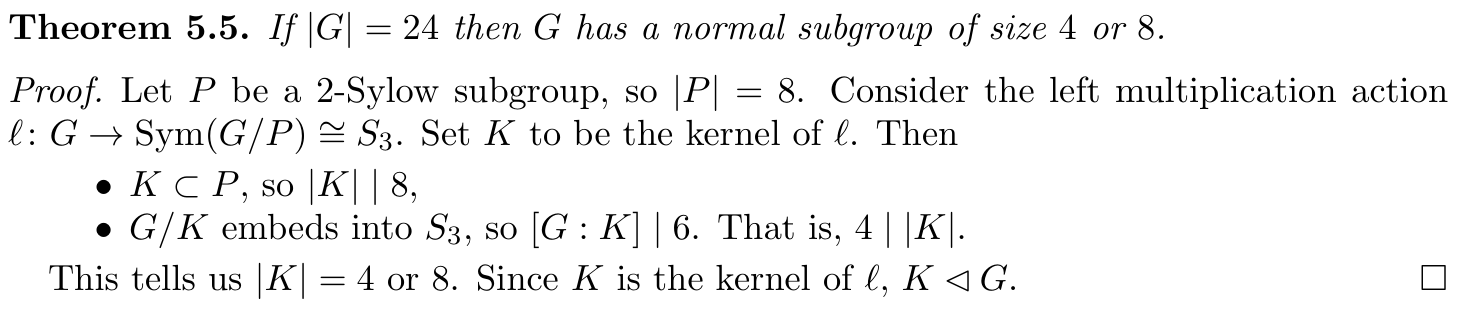 Theorem 5.5. If |G| = 24 then G has a normal subgroup of size 4 or 8.
Proof. Let P be a 2-Sylow subgroup, so |P| = 8. Consider the left multiplication action
ℓ: G → Sym(G/P) ≅ S₃. Set K to be the kernel of ℓ. Then
• K ⊂ P, so |K| | 8,
• G/K embeds into S₃, so [G : K] | 6. That is, 4 | |K|.
This tells us |K| = 4 or 8. Since K is the kernel of ℓ, K ◁ G. □